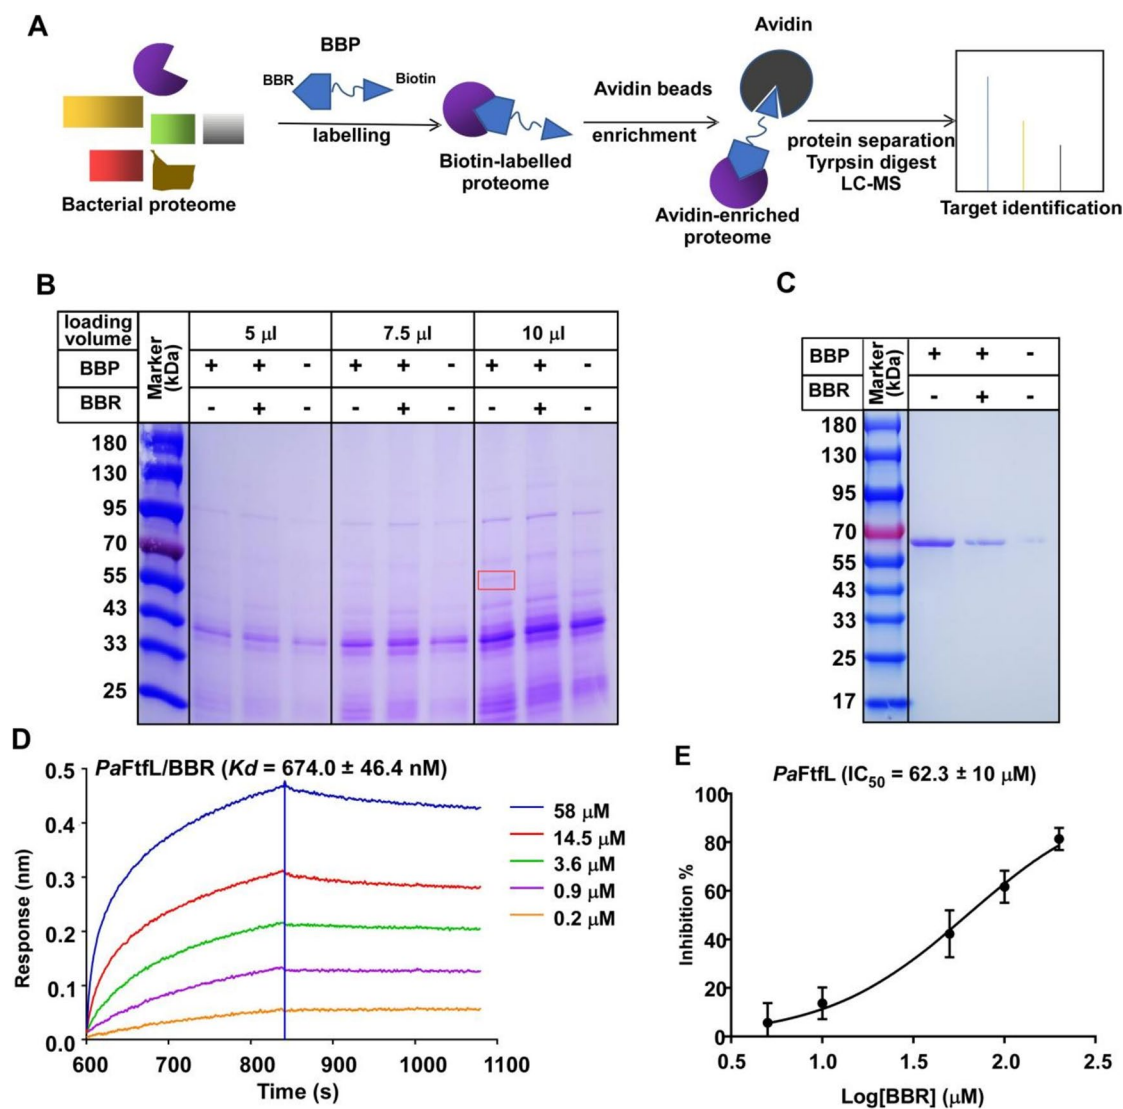 A
BBP
BBR
Biotin
labelling
Bacterial proteome
Biotin-labelled
proteome
Avidin beads
enrichment
Avidin
Avidin-enriched
proteome
protein separation
Tyrpsin digest
LC-MS
Target identification
B
loading
volume
Marker
(kDa)
5 μl
7.5 μl
10 μl
BBP
+ + - + + - + + -
BBR
- + - - + - - + -
180
130
95
70
55
43
33
25
C
BBP
Marker
(kDa)
+ + -
BBR
- + -
180
130
95
70
55
43
33
25
17
D
PaFtfL/BBR (Kd = 674.0 ± 46.4 nM)
0.5
0.4
0.3
0.2
0.1
0.0
Response (nm)
600 700 800 900 1000 1100
Time (s)
58 μM
14.5 μM
3.6 μM
0.9 μM
0.2 μM
E
PaFtfL (IC50 = 62.3 ± 10 μM)
100
80
60
40
20
0
Inhibition %
0.5 1.0 1.5 2.0 2.5
Log[BBR] (μM)